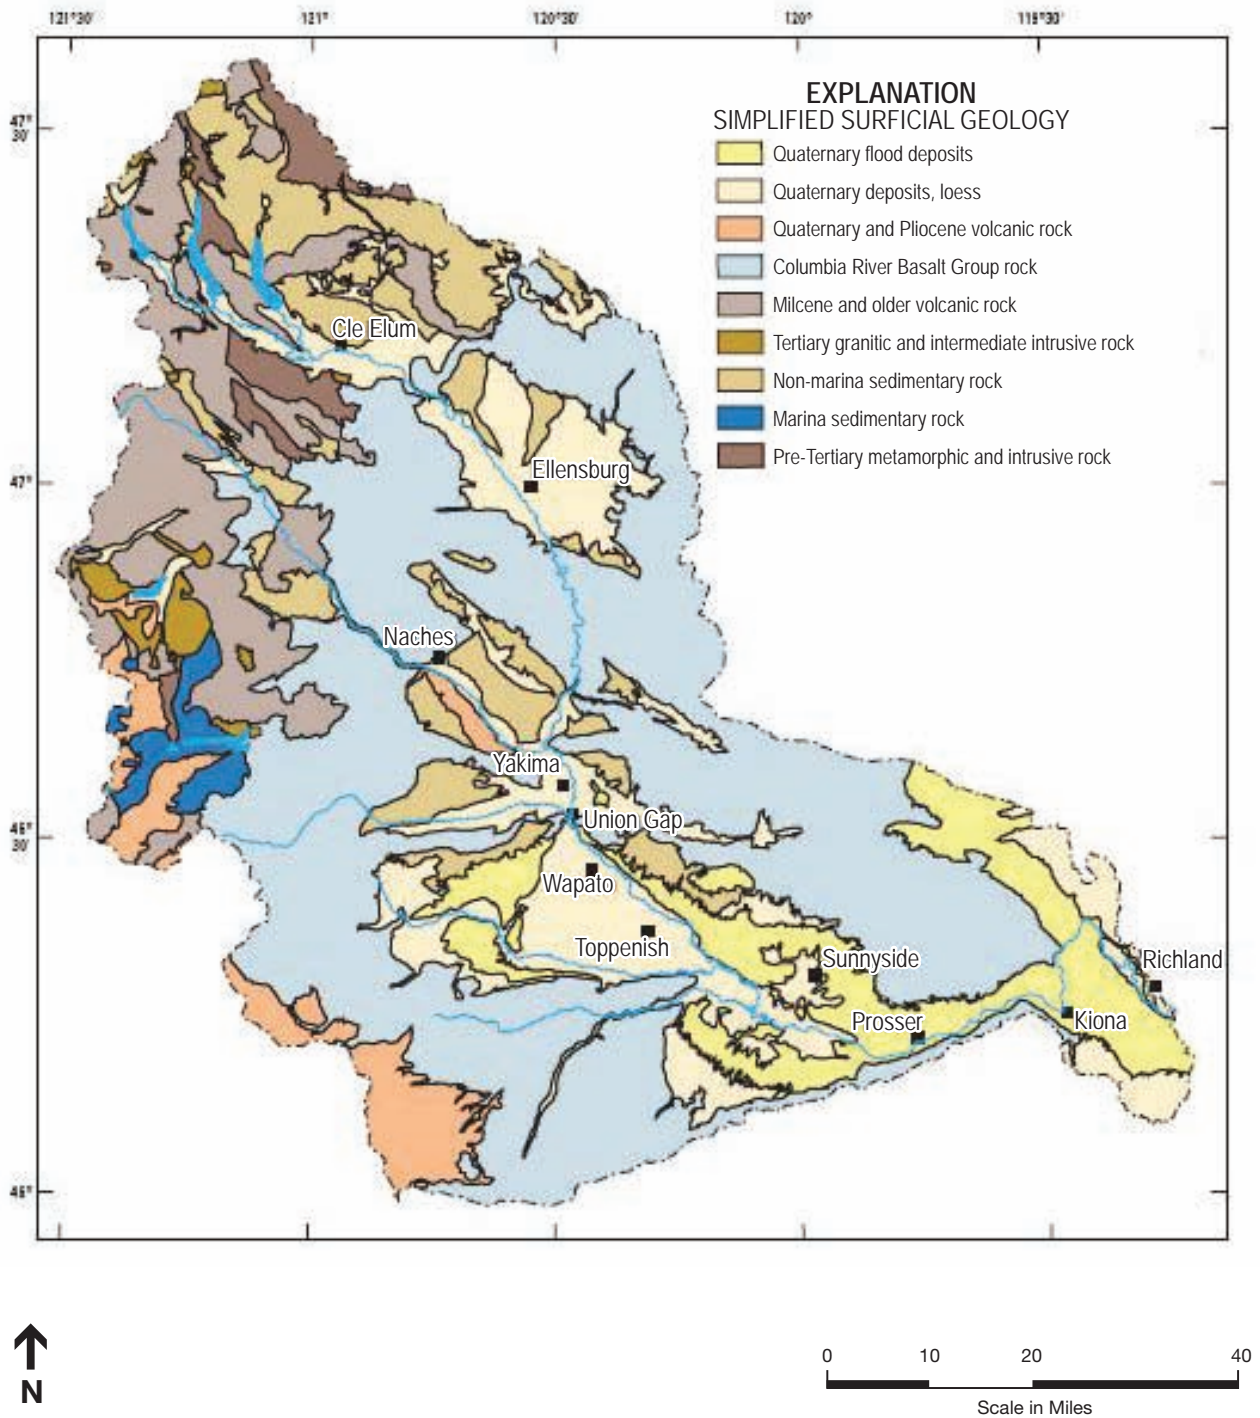 121°30' 121° 120°30' 120° 119°30'
EXPLANATION
SIMPLIFIED SURFICIAL GEOLOGY
Quaternary flood deposits
Quaternary deposits, loess
Quaternary and Pliocene volcanic rock
Columbia River Basalt Group rock
Milcene and older volcanic rock
Tertiary granitic and intermediate intrusive rock
Non-marina sedimentary rock
Marina sedimentary rock
Pre-Tertiary metamorphic and intrusive rock
47°
30'
Cle Elum
47°
Ellensburg
Naches
Yakima
Union Gap
46°
30'
Wapato
Toppenish
Sunnyside
Richland
Prosser
Kiona
46°
N
0 10 20 40
Scale in Miles